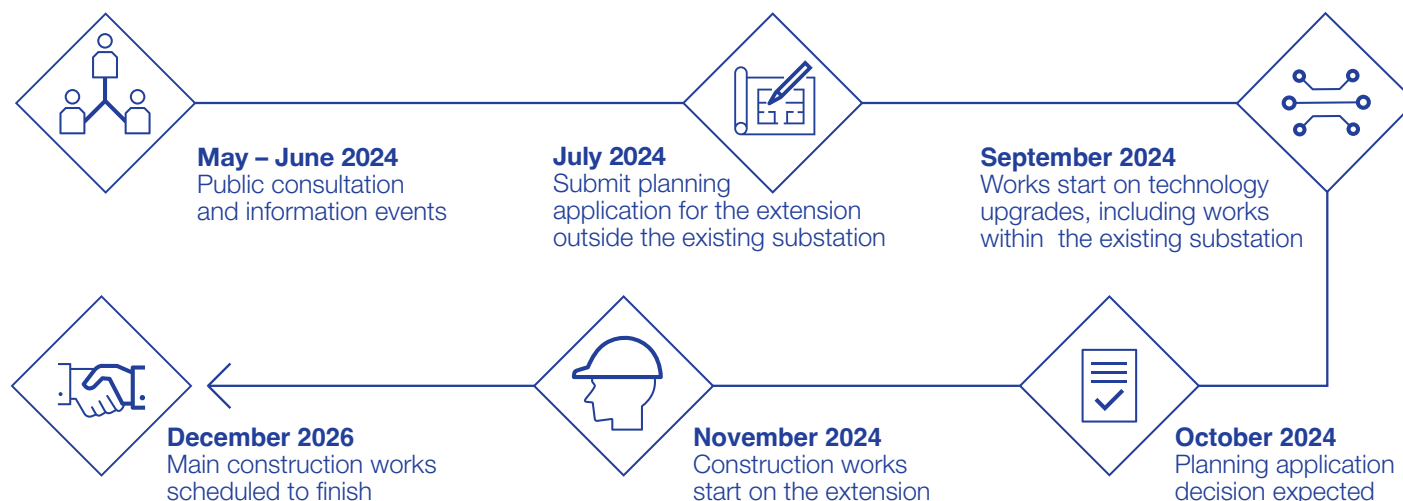 May – June 2024
Public consultation
and information events
July 2024
Submit planning
application for the extension
outside the existing substation
September 2024
Works start on technology
upgrades, including works
within the existing substation
October 2024
Planning application
decision expected
November 2024
Construction works
start on the extension
December 2026
Main construction works
scheduled to finish